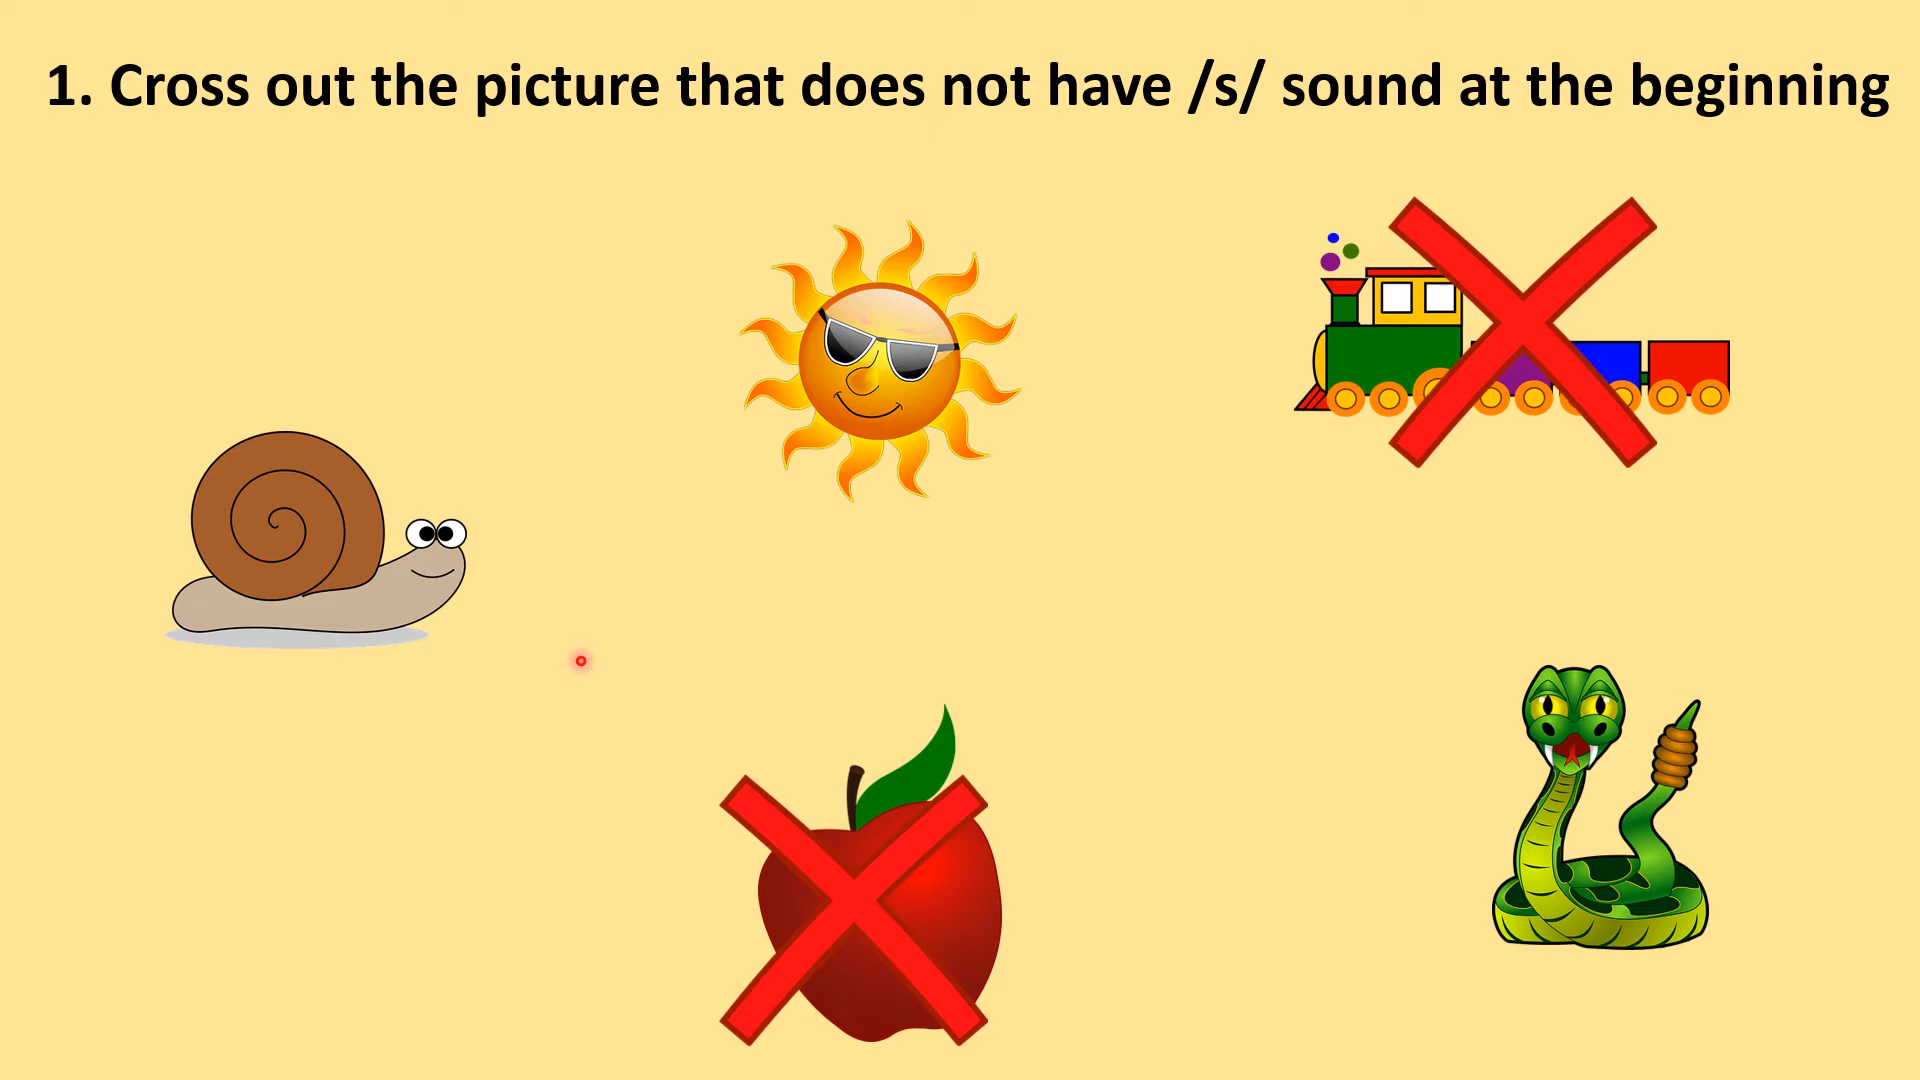 1. Cross out the picture that does not have /s/ sound at the beginning